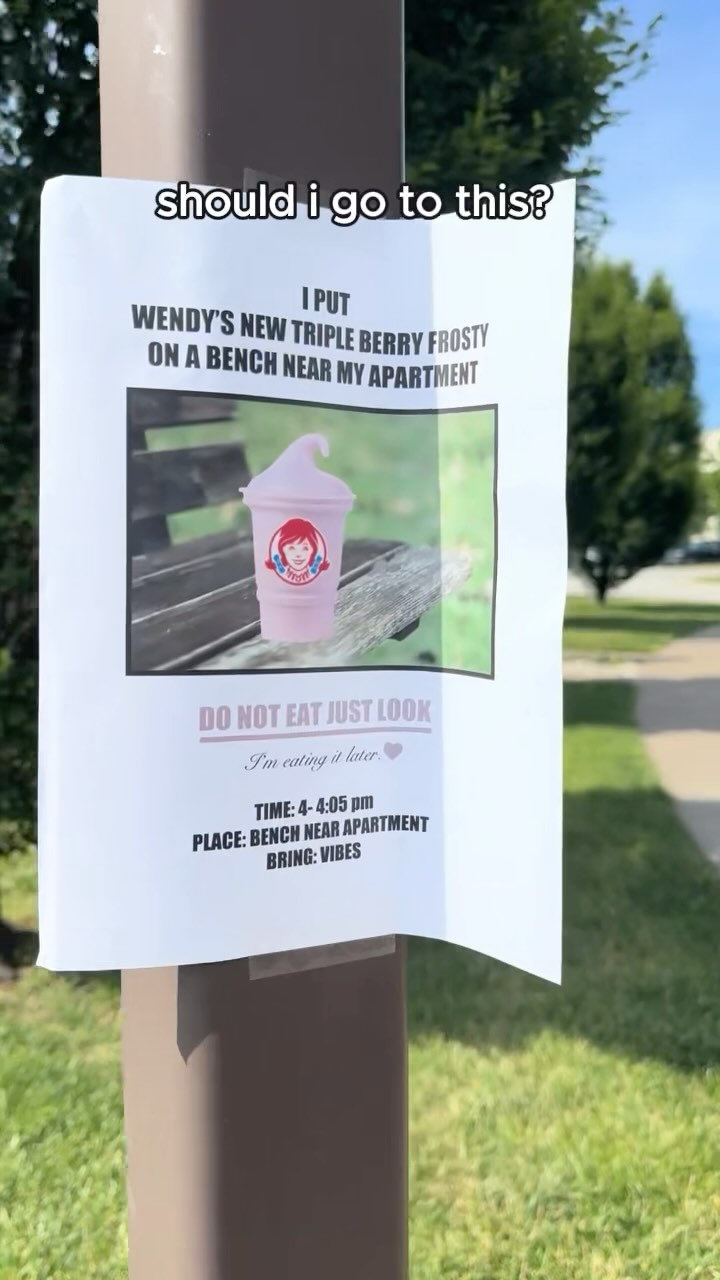 should i go to this?
I PUT
WENDY'S NEW TRIPLE BERRY FROSTY
ON A BENCH NEAR MY APARTMENT
DO NOT EAT JUST LOOK
I'm eating it later.
TIME: 4- 4:05 pm
PLACE: BENCH NEAR APARTMENT
BRING: VIBES